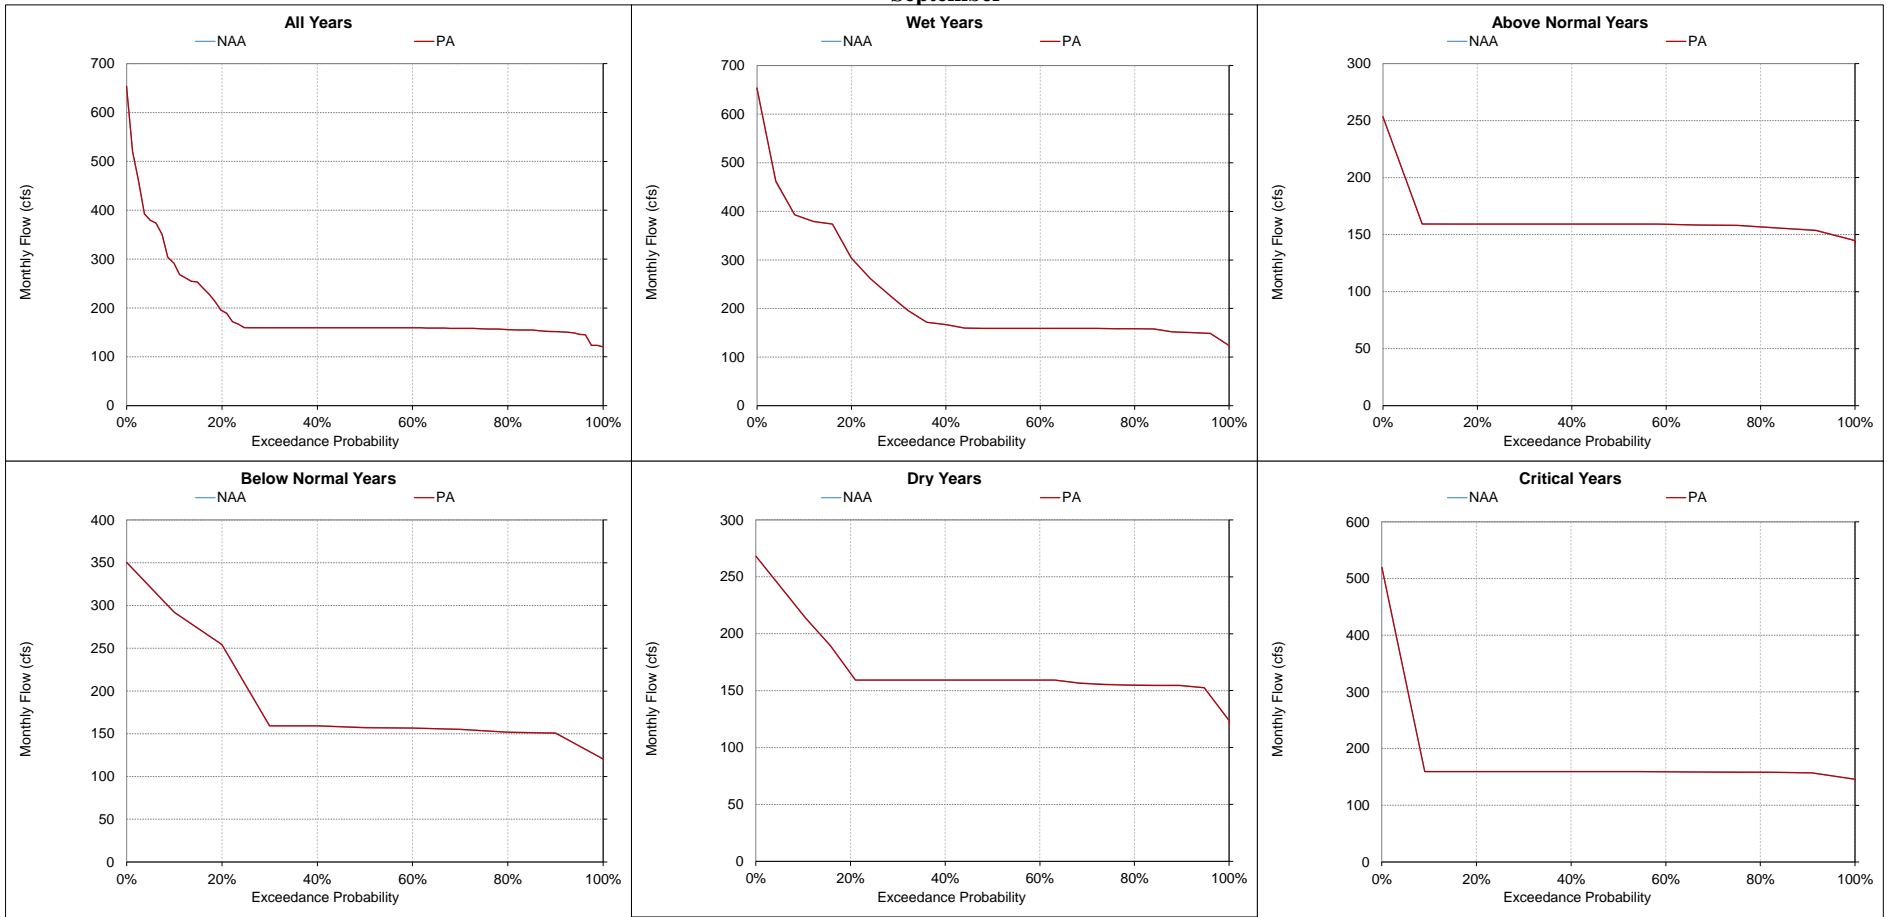 September
All Years
NAA PA
700
600
500
400
300
200
100
0
Monthly Flow (cfs)
0% 20% 40% 60% 80% 100%
Exceedance Probability
Wet Years
NAA PA
700
600
500
400
300
200
100
0
Monthly Flow (cfs)
0% 20% 40% 60% 80% 100%
Exceedance Probability
Above Normal Years
NAA PA
300
250
200
150
100
50
0
Monthly Flow (cfs)
0% 20% 40% 60% 80% 100%
Exceedance Probability
Below Normal Years
NAA PA
400
350
300
250
200
150
100
50
0
Monthly Flow (cfs)
0% 20% 40% 60% 80% 100%
Exceedance Probability
Dry Years
NAA PA
300
250
200
150
100
50
0
Monthly Flow (cfs)
0% 20% 40% 60% 80% 100%
Exceedance Probability
Critical Years
NAA PA
600
500
400
300
200
100
0
Monthly Flow (cfs)
0% 20% 40% 60% 80% 100%
Exceedance Probability